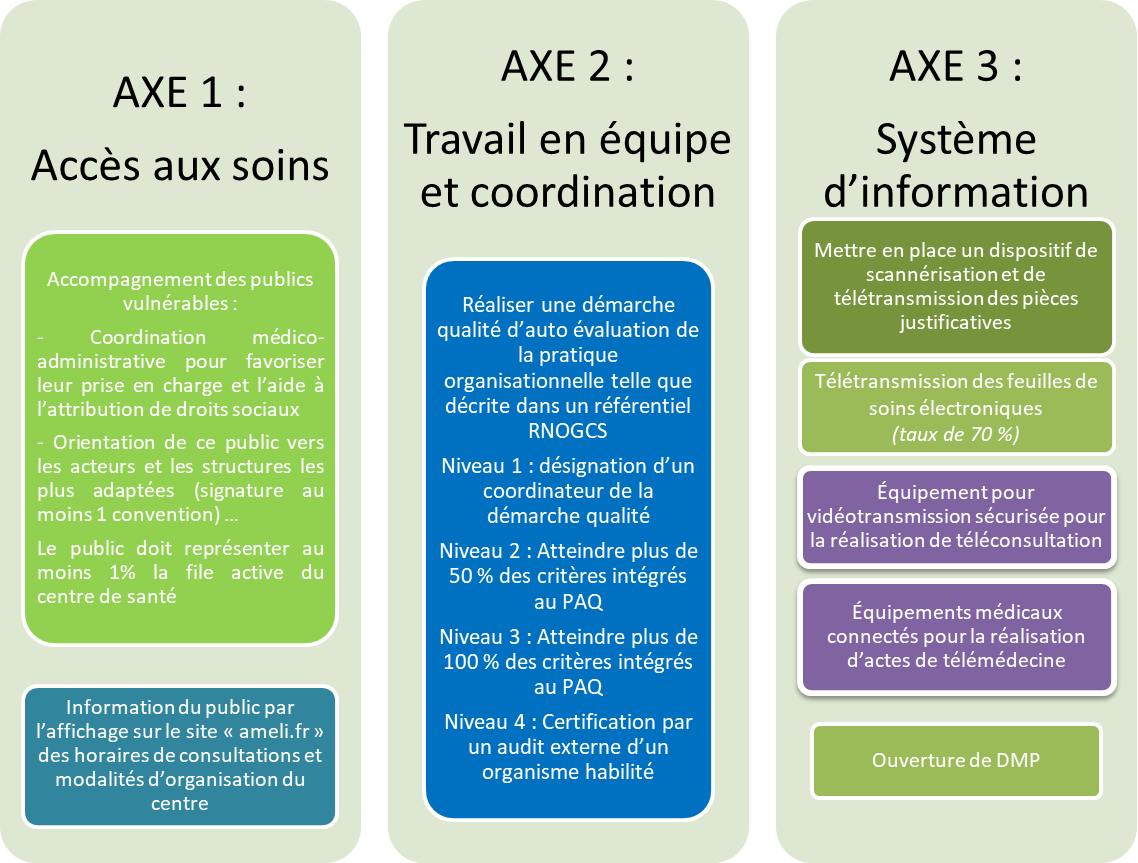 AXE 1 :
Accès aux soins
Accompagnement des publics
vulnérables :
- Coordination médico-
administrative pour favoriser
leur prise en charge et l’aide à
l’attribution de droits sociaux
- Orientation de ce public vers
les acteurs et les structures les
plus adaptées (signature au
moins 1 convention) …
Le public doit représenter au
moins 1% la file active du
centre de santé
Information du public par
l’affichage sur le site « ameli.fr »
des horaires de consultations et
modalités d’organisation du
centre
AXE 2 :
Travail en équipe
et coordination
Réaliser une démarche
qualité d’auto évaluation de
la pratique
organisationnelle telle que
décrite dans un référentiel
RNOGCS
Niveau 1 : désignation d’un
coordinateur de la
démarche qualité
Niveau 2 : Atteindre plus de
50 % des critères intégrés
au PAQ
Niveau 3 : Atteindre plus de
100 % des critères intégrés
au PAQ
Niveau 4 : Certification par
un audit externe d’un
organisme habilité
AXE 3 :
Système
d’information
Mettre en place un dispositif de
scannérisation et de
télétransmission des pièces
justificatives
Télétransmission des feuilles de
soins électroniques
(taux de 70 %)
Équipement pour
vidéotransmission sécurisée pour
la réalisation de téléconsultation
Équipements médicaux
connectés pour la réalisation
d’actes de télémédecine
Ouverture de DMP